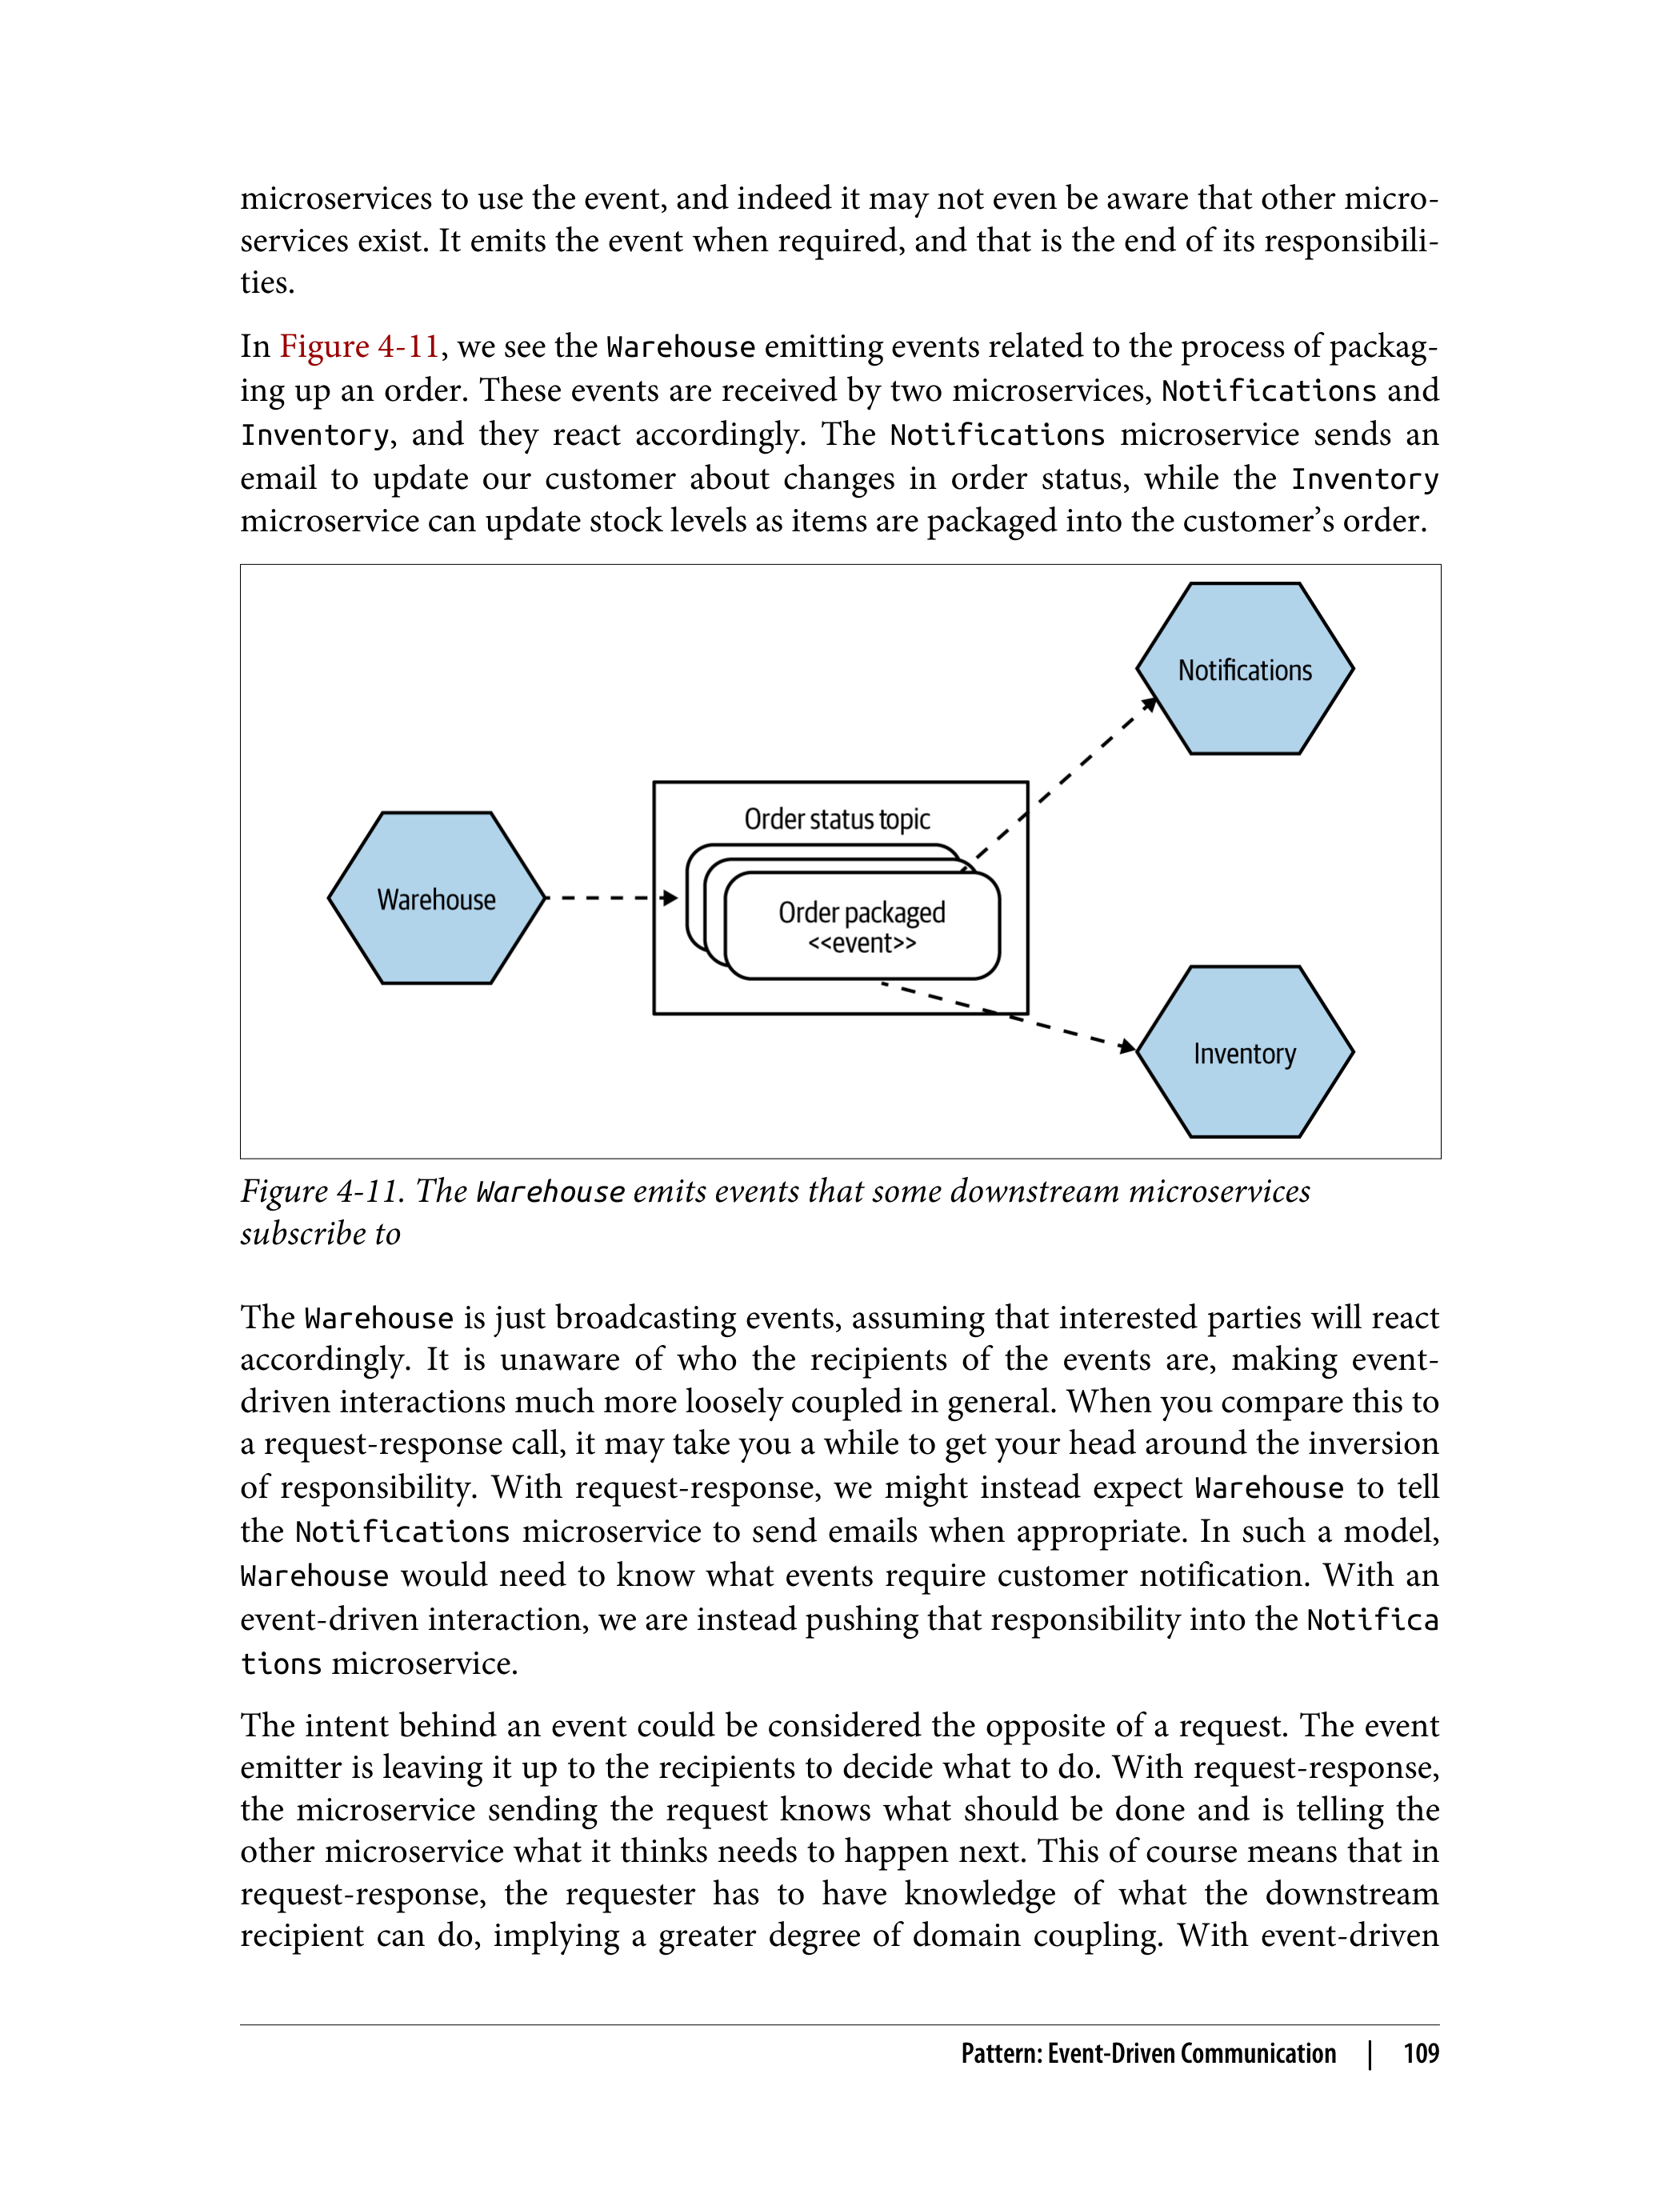 microservices to use the event, and indeed it may not even be aware that other micro-
services exist. It emits the event when required, and that is the end of its responsibili-
ties.
In Figure 4-11, we see the Warehouse emitting events related to the process of packag-
ing up an order. These events are received by two microservices, Notifications and
Inventory, and they react accordingly. The Notifications microservice sends an
email to update our customer about changes in order status, while the Inventory
microservice can update stock levels as items are packaged into the customer’s order.
Notifications
Order status topic
Warehouse
Order packaged
<<event>>
Inventory
Figure 4-11. The Warehouse emits events that some downstream microservices
subscribe to
The Warehouse is just broadcasting events, assuming that interested parties will react
accordingly. It is unaware of who the recipients of the events are, making event-
driven interactions much more loosely coupled in general. When you compare this to
a request-response call, it may take you a while to get your head around the inversion
of responsibility. With request-response, we might instead expect Warehouse to tell
the Notifications microservice to send emails when appropriate. In such a model,
Warehouse would need to know what events require customer notification. With an
event-driven interaction, we are instead pushing that responsibility into the Notifica
tions microservice.
The intent behind an event could be considered the opposite of a request. The event
emitter is leaving it up to the recipients to decide what to do. With request-response,
the microservice sending the request knows what should be done and is telling the
other microservice what it thinks needs to happen next. This of course means that in
request-response, the requester has to have knowledge of what the downstream
recipient can do, implying a greater degree of domain coupling. With event-driven
Pattern: Event-Driven Communication | 109